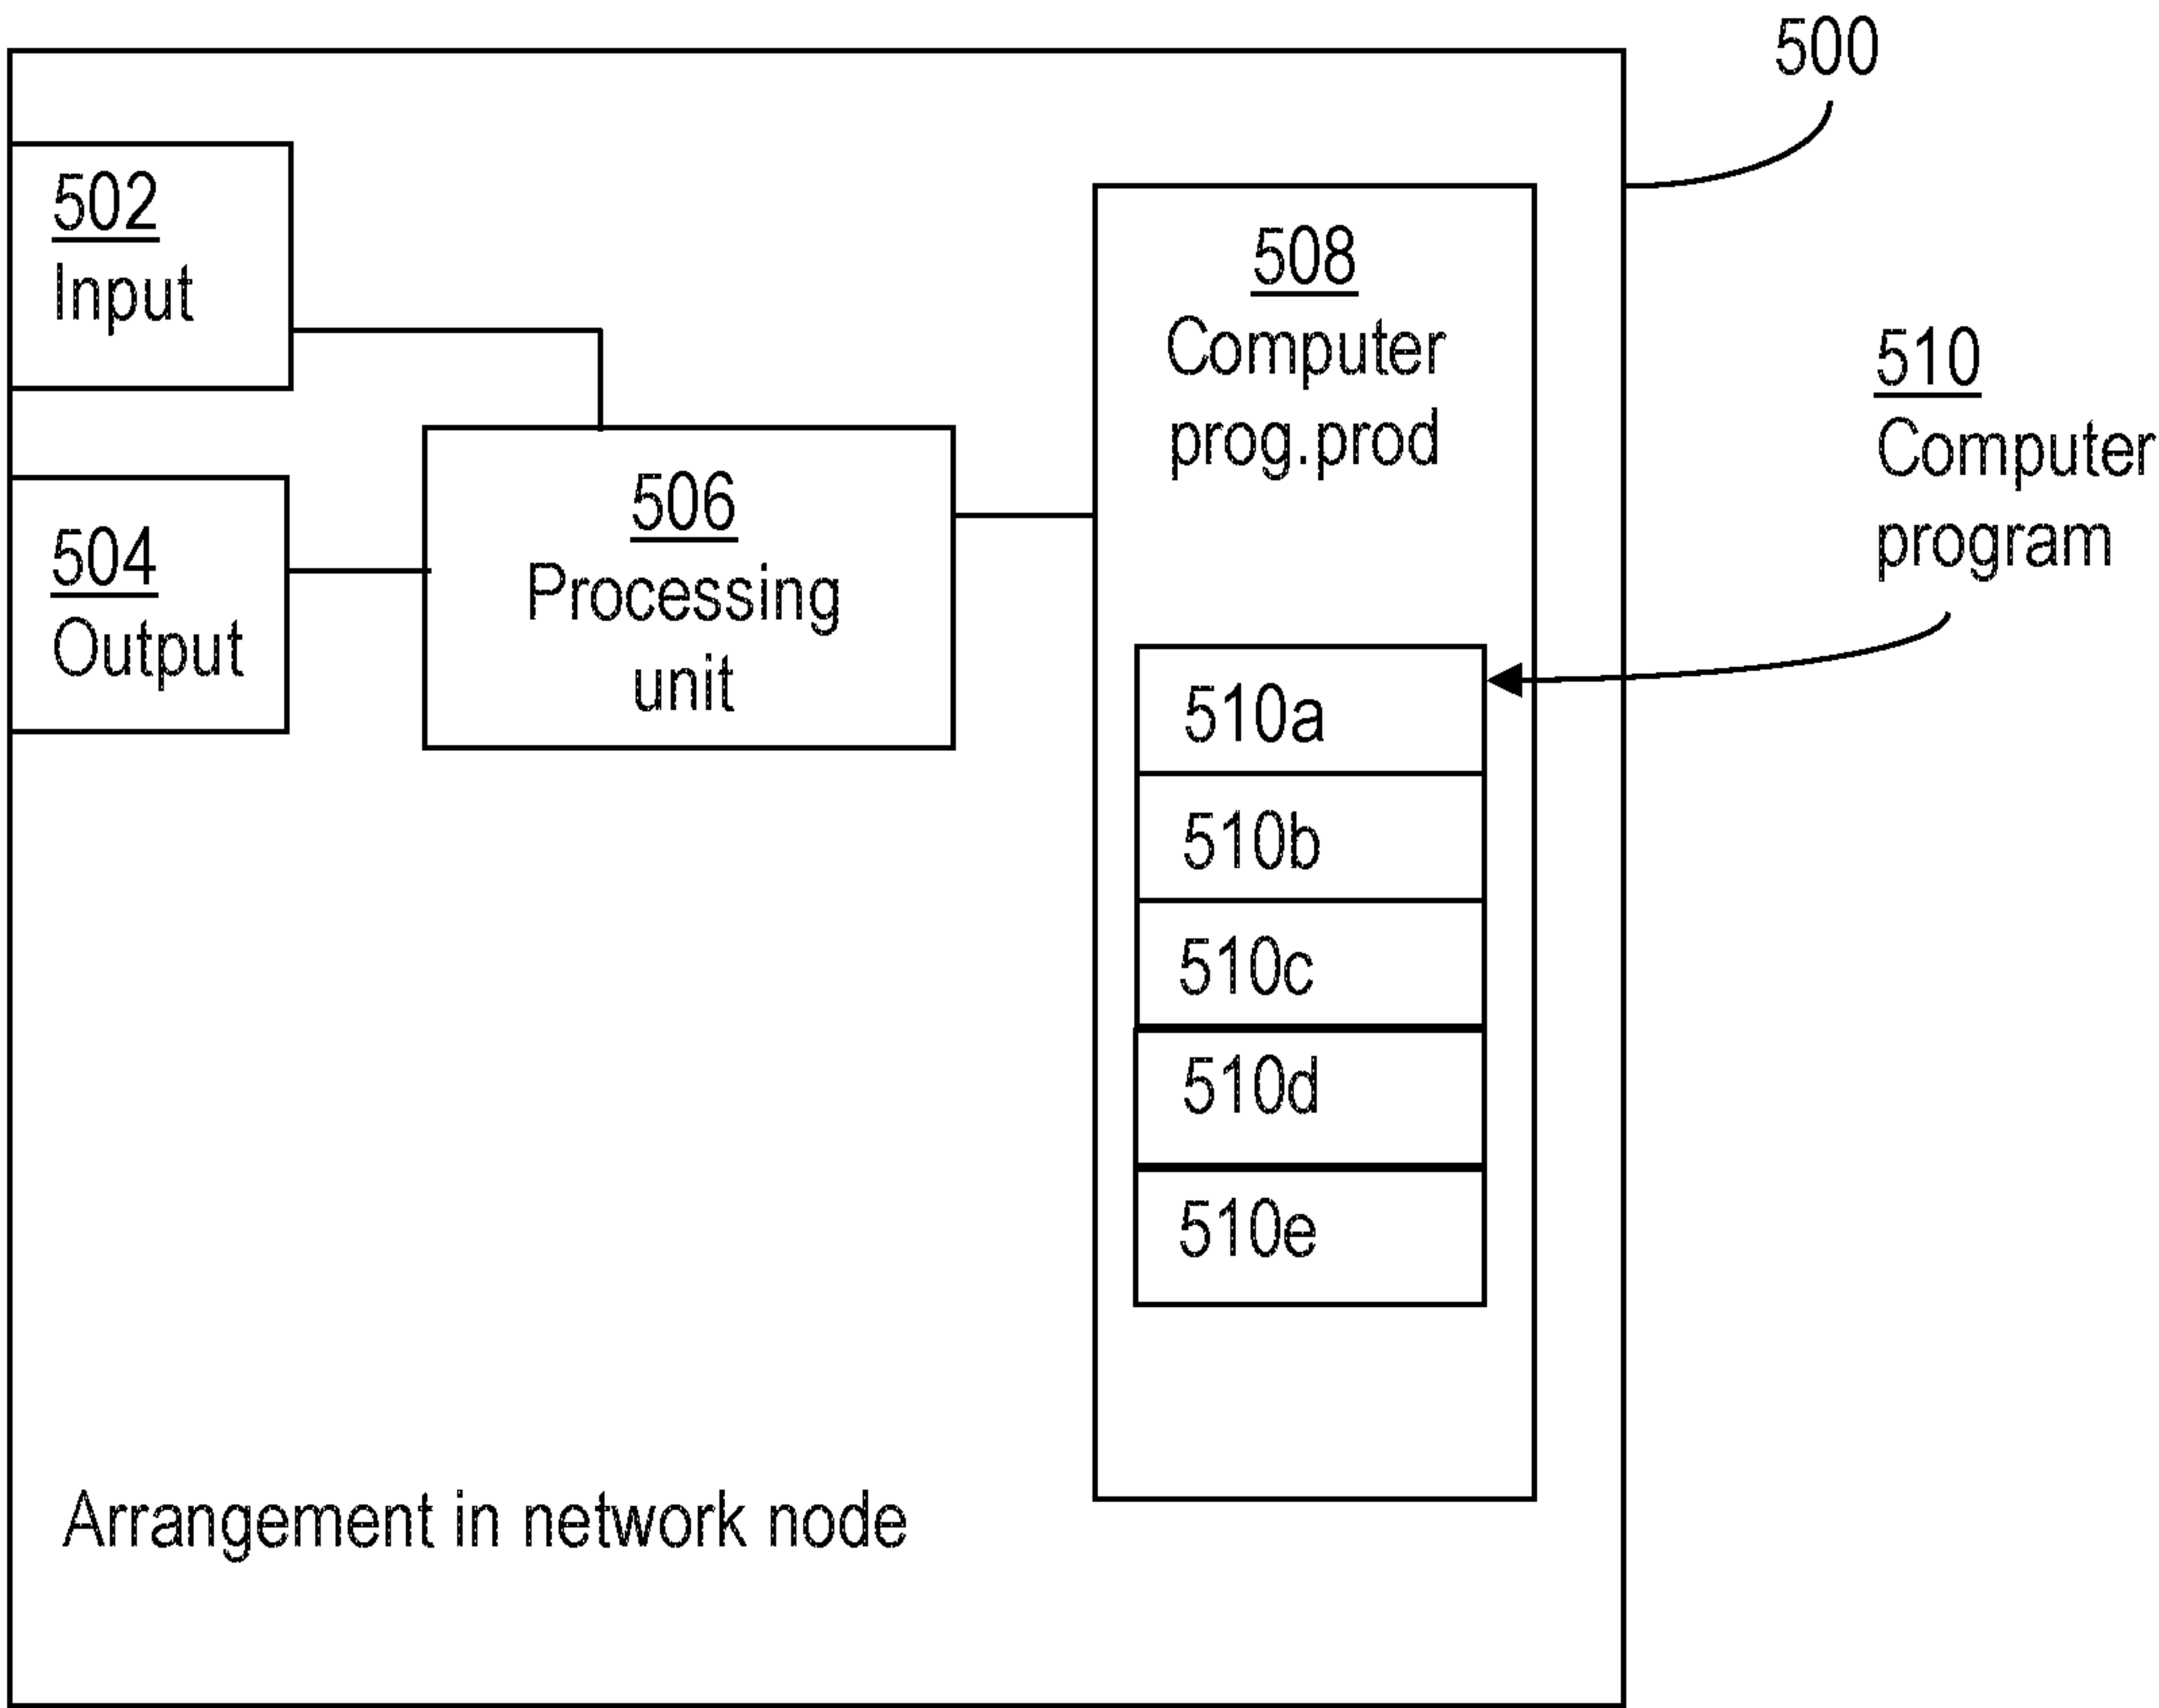 500
502
Input
508
Computer
prog.prod
510
Computer
program
506
Processing
unit
504
Output
510a
510b
510c
510d
510e
Arrangement in network node